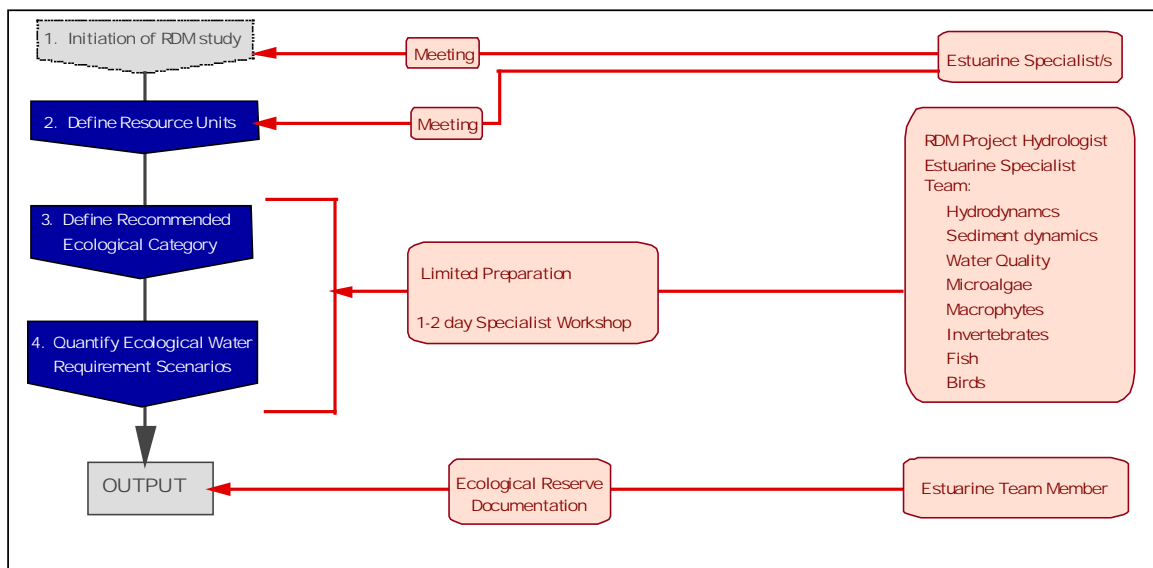 1. Initiation of RDM study
Meeting
Estuarine Specialist/s
2. Define Resource Units
Meeting
RDM Project Hydrologist
Estuarine Specialist
Team:
Hydrodynamcs
Sediment dynamics
Water Quality
Microalgae
Macrophytes
Invertebrates
Fish
Birds
3. Define Recommended
Ecological Category
Limited Preparation
1-2 day Specialist Workshop
4. Quantify Ecological Water
Requirement Scenarios
OUTPUT
Ecological Reserve
Documentation
Estuarine Team Member